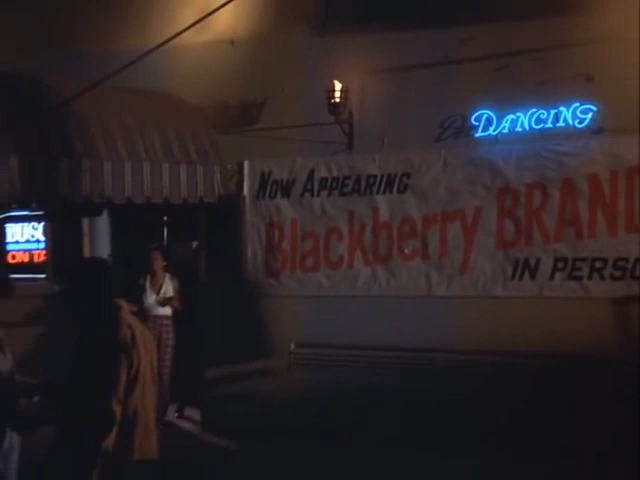 DANCING
Now Appearing
Blackberry BRAND
IN PERSO
BUSC
ON TA